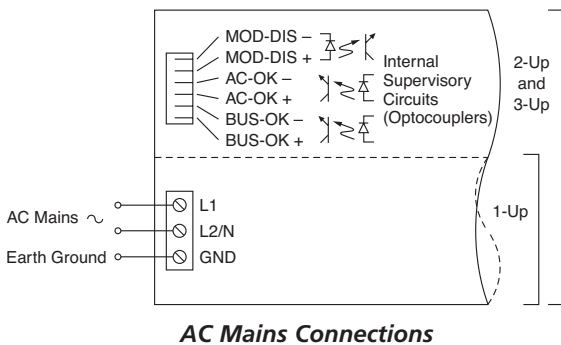 MOD-DIS –
MOD-DIS +
AC-OK –
AC-OK +
BUS-OK –
BUS-OK +
Internal
Supervisory
Circuits
(Optocouplers)
2-Up
and
3-Up
1-Up
AC Mains ~
Earth Ground
L1
L2/N
GND
AC Mains Connections